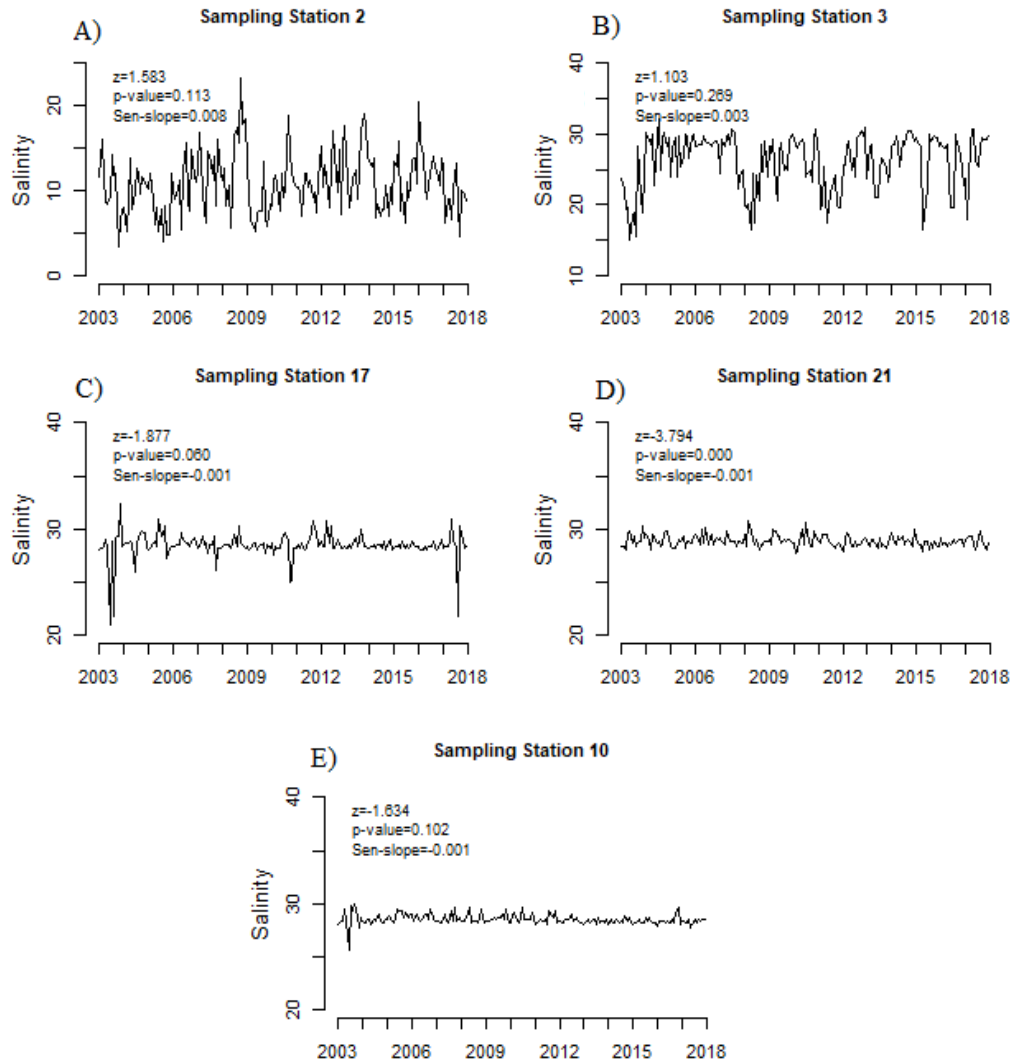 A) Sampling Station 2
z=1.583
p-value=0.113
Sen-slope=0.008
Salinity
0 10 20
2003 2006 2009 2012 2015 2018
B) Sampling Station 3
z=1.103
p-value=0.269
Sen-slope=0.003
Salinity
10 20 30 40
2003 2006 2009 2012 2015 2018
C) Sampling Station 17
z=-1.877
p-value=0.060
Sen-slope=-0.001
Salinity
20 30 40
2003 2006 2009 2012 2015 2018
D) Sampling Station 21
z=-3.794
p-value=0.000
Sen-slope=-0.001
Salinity
20 30 40
2003 2006 2009 2012 2015 2018
E) Sampling Station 10
z=-1.634
p-value=0.102
Sen-slope=-0.001
Salinity
20 30 40
2003 2006 2009 2012 2015 2018